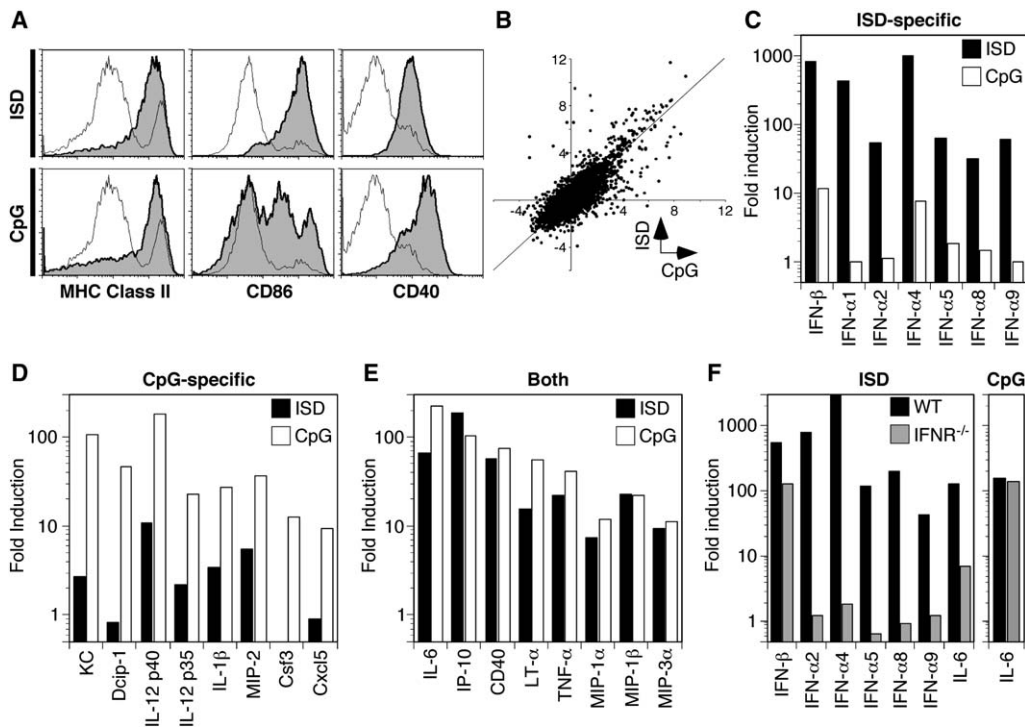 A
ISD
CpG
MHC Class II
CD86
CD40
B
12
8
4
-4
4
8
12
-4
ISD
CpG
C
ISD-specific
Fold induction
1000
100
10
1
ISD
CpG
IFN-β
IFN-α1
IFN-α2
IFN-α4
IFN-α5
IFN-α8
IFN-α9
D
CpG-specific
Fold Induction
100
10
1
ISD
CpG
KC
Dcip-1
IL-12 p40
IL-12 p35
IL-1β
MIP-2
Csf3
Cxcl5
E
Both
Fold Induction
100
10
1
ISD
CpG
IL-6
IP-10
CD40
LT-α
TNF-α
MIP-1α
MIP-1β
MIP-3α
F
ISD
CpG
Fold induction
1000
100
10
1
WT
IFNR-/-
IFN-β
IFN-α2
IFN-α4
IFN-α5
IFN-α8
IFN-α9
IL-6
IL-6